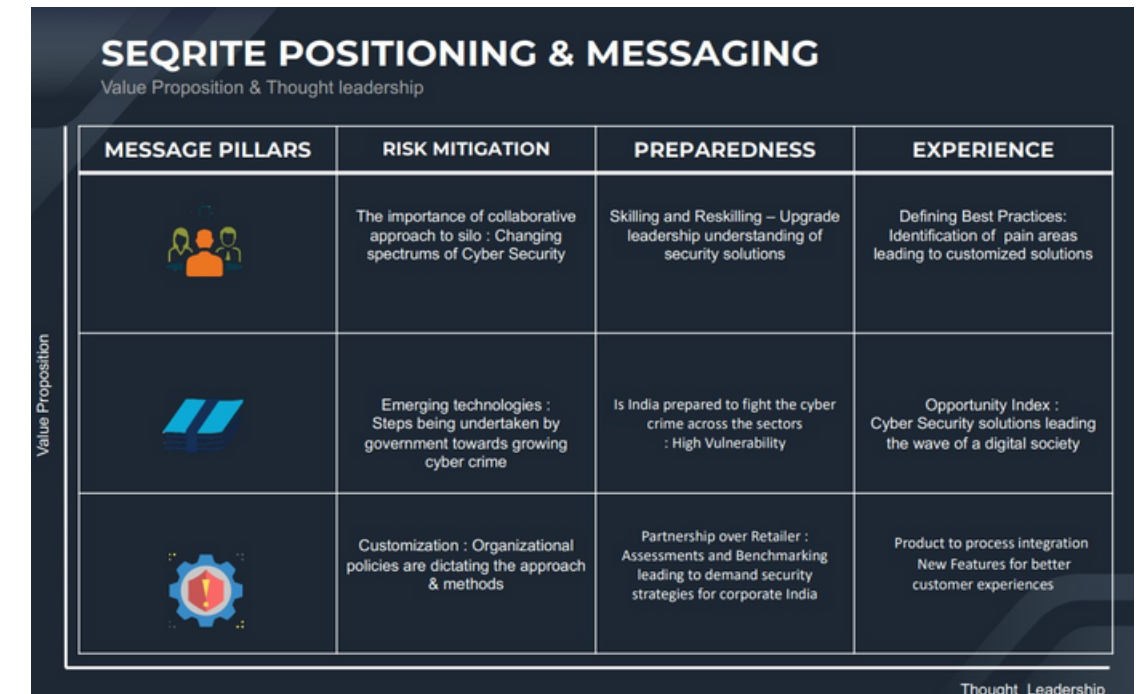 SEQRITE POSITIONING & MESSAGING
Value Proposition & Thought leadership
MESSAGE PILLARS
RISK MITIGATION
PREPAREDNESS
EXPERIENCE
The importance of collaborative
approach to silo : Changing
spectrums of Cyber Security
Skilling and Reskilling – Upgrade
leadership understanding of
security solutions
Defining Best Practices:
Identification of pain areas
leading to customized solutions
Value Proposition
Emerging technologies :
Steps being undertaken by
government towards growing
cyber crime
Is India prepared to fight the cyber
crime across the sectors
: High Vulnerability
Opportunity Index :
Cyber Security solutions leading
the wave of a digital society
Customization : Organizational
policies are dictating the approach
& methods
Partnership over Retailer :
Assessments and Benchmarking
leading to demand security
strategies for corporate India
Product to process integration
New Features for better
customer experiences
Thought Leadership